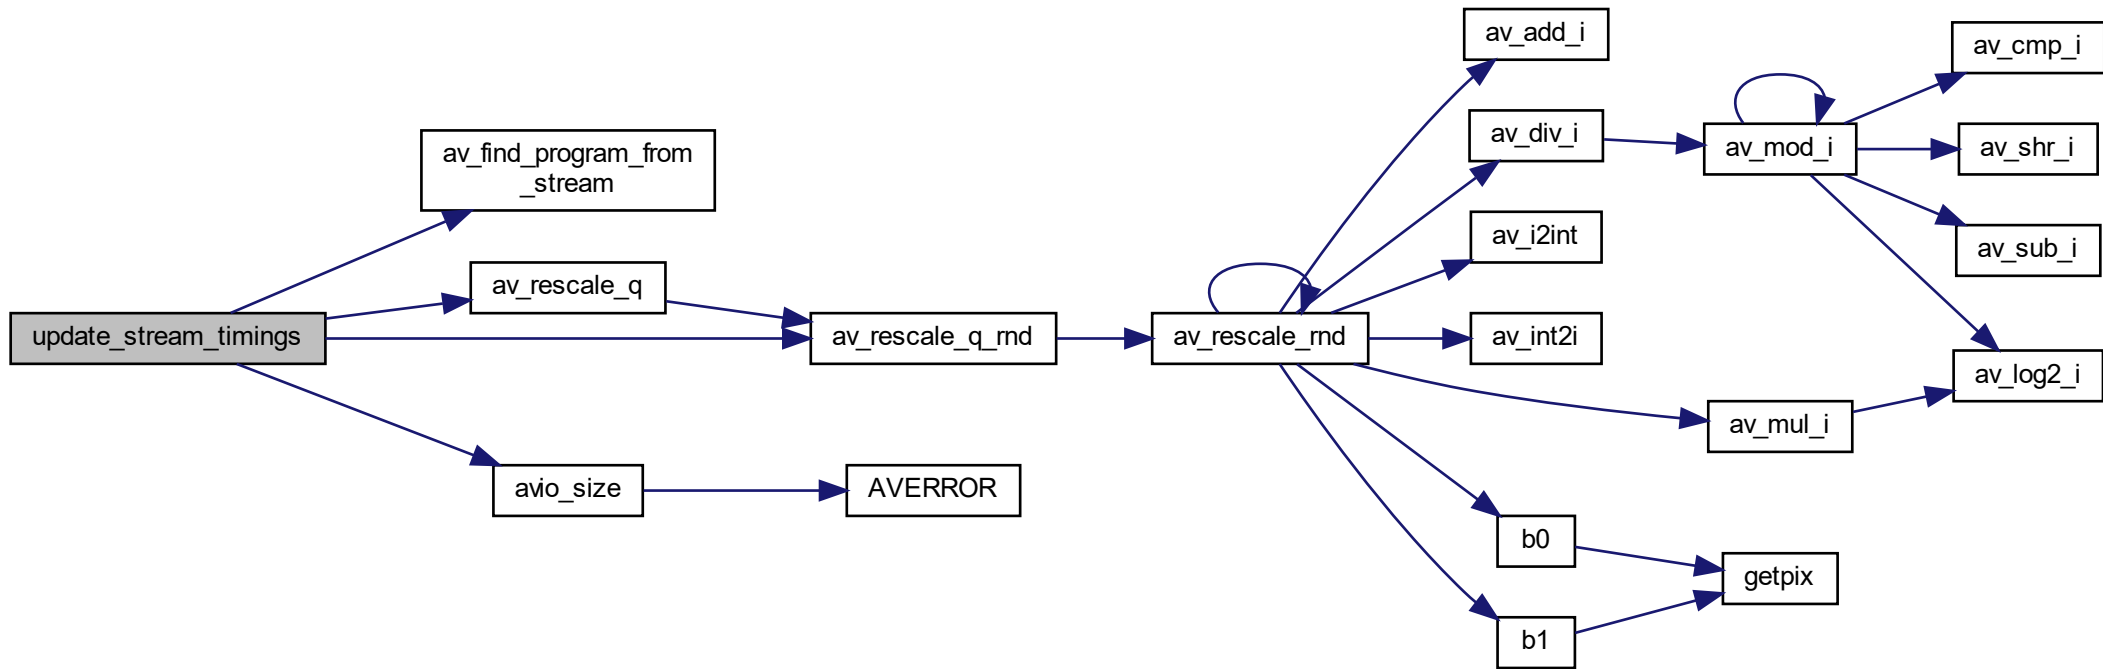 av_add_i
av_cmp_i
av_div_i
av_mod_i
av_shr_i
av_find_program_from
_stream
av_i2int
av_sub_i
av_rescale_q
update_stream_timings
av_rescale_q_rnd
av_rescale_rnd
av_int2i
av_log2_i
av_mul_i
avio_size
AVERROR
b0
getpix
b1